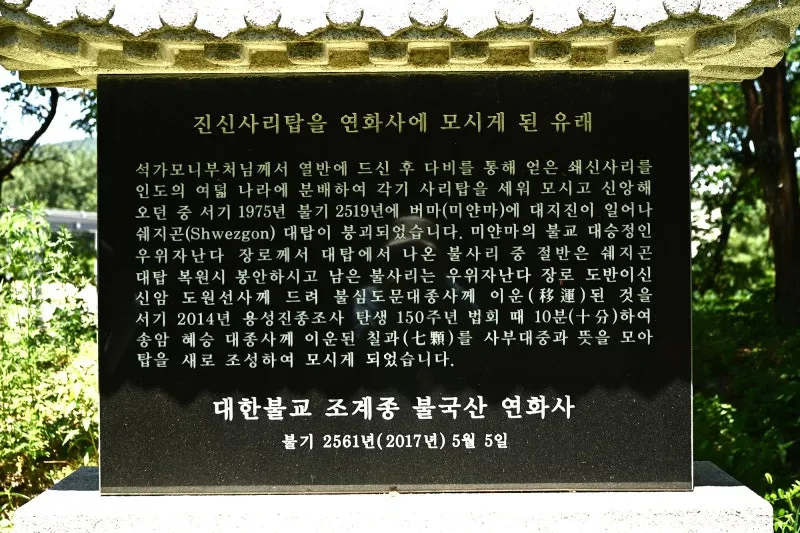 진신사리탑을 연화사에 모시게 된 유래
석가모니부처님께서 열반에 드신 후 다비를 통해 얻은 쇄신사리를
인도의 여덟 나라에 분배하여 각기 사리탑을 세워 모시고 신앙해
오던 중 서기 1975년 불기 2519년에 버마(미얀마)에 대지진이 일어나
쉐지곤(Shwezgon) 대탑이 붕괴되었습니다. 미얀마의 불교 대승정인
우위자난다 장로께서 대탑에서 나온 불사리 중 절반은 쉐지곤
대탑 복원시 봉안하시고 남은 불사리는 우위자난다 장로 도반이신
신암 도원선사께 드려 불심도문대종사께 이운(移運)된 것을
서기 2014년 용성진종조사 탄생 150주년 법회 때 10분(十分)하여
송암 혜승 대종사께 이운된 칠과(七顆)를 사부대중과 뜻을 모아
탑을 새로 조성하여 모시게 되었습니다.
대한불교 조계종 불국산 연화사
불기 2561년(2017년) 5월 5일